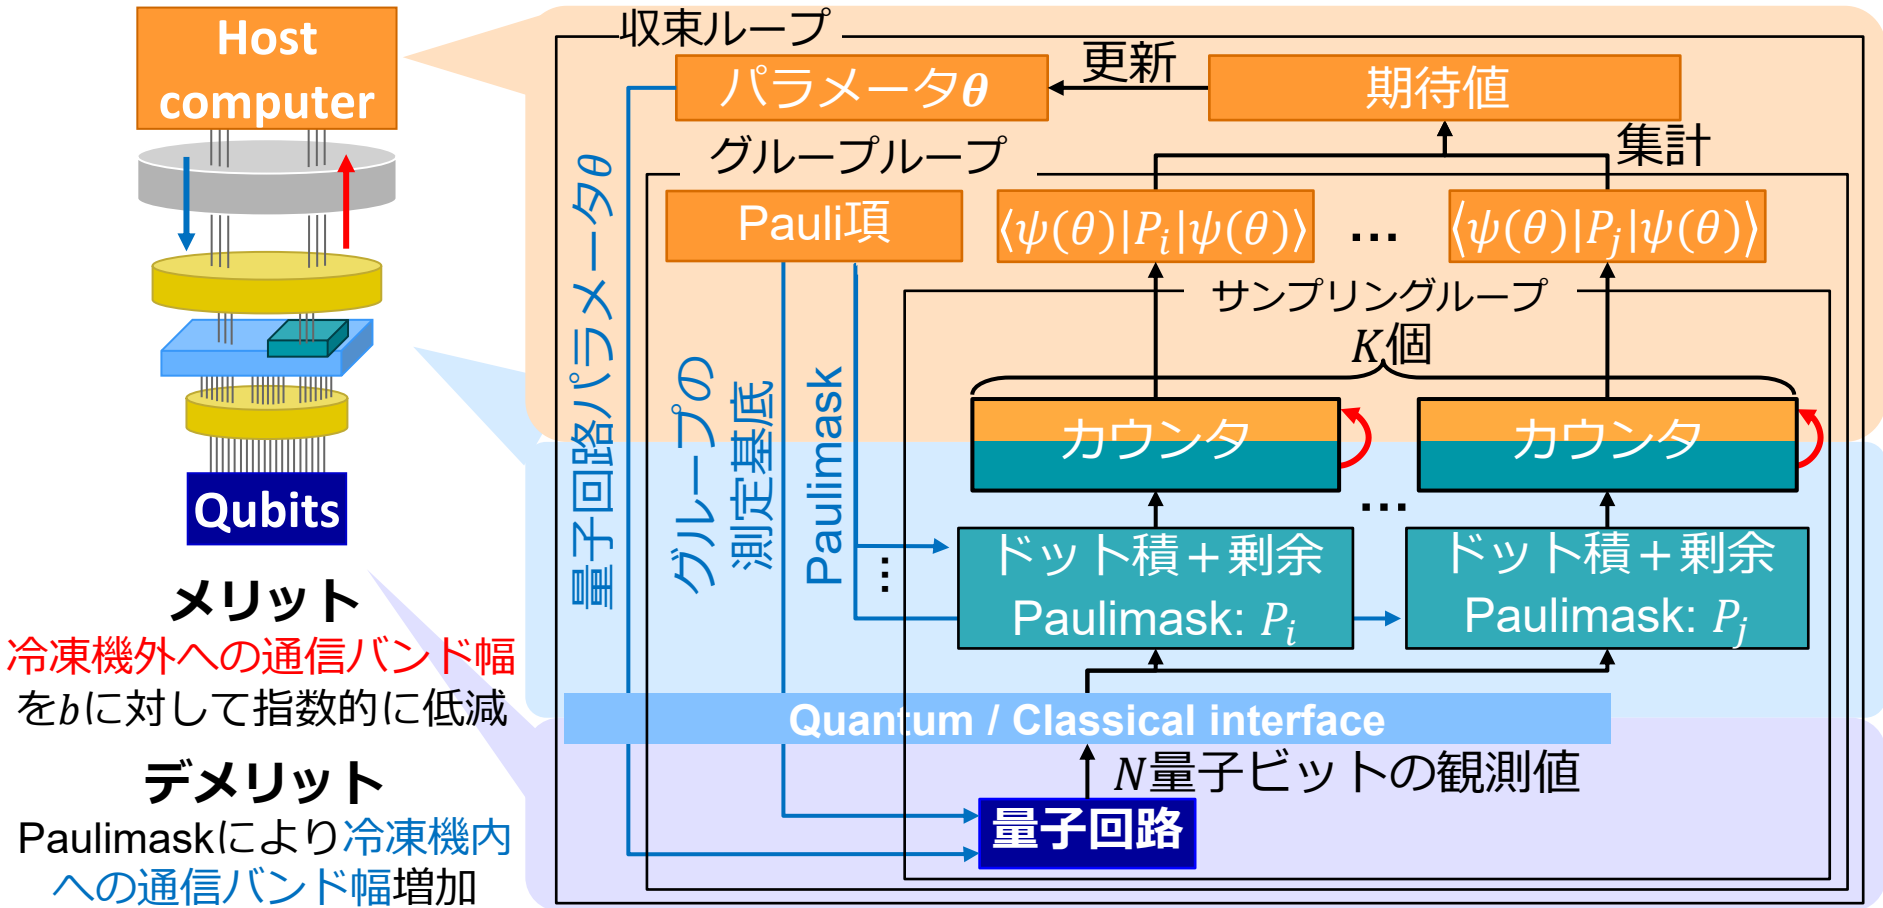 Host
computer
Qubits
メリット
冷凍機外への通信バンド幅
をbに対して指数的に低減
デメリット
Paulimaskにより冷凍機内
への通信バンド幅増加
収束ループ
パラメータθ
更新
期待値
集計
グループループ
Pauli項
⟨ψ(θ)|P_i|ψ(θ)⟩
…
⟨ψ(θ)|P_j|ψ(θ)⟩
サンプリングループ
K個
量子回路パラメータθ
グループの
測定基底
Paulimask
…
カウンタ
カウンタ
…
ドット積＋剰余
Paulimask: P_i
ドット積＋剰余
Paulimask: P_j
Quantum / Classical interface
N量子ビットの観測値
量子回路